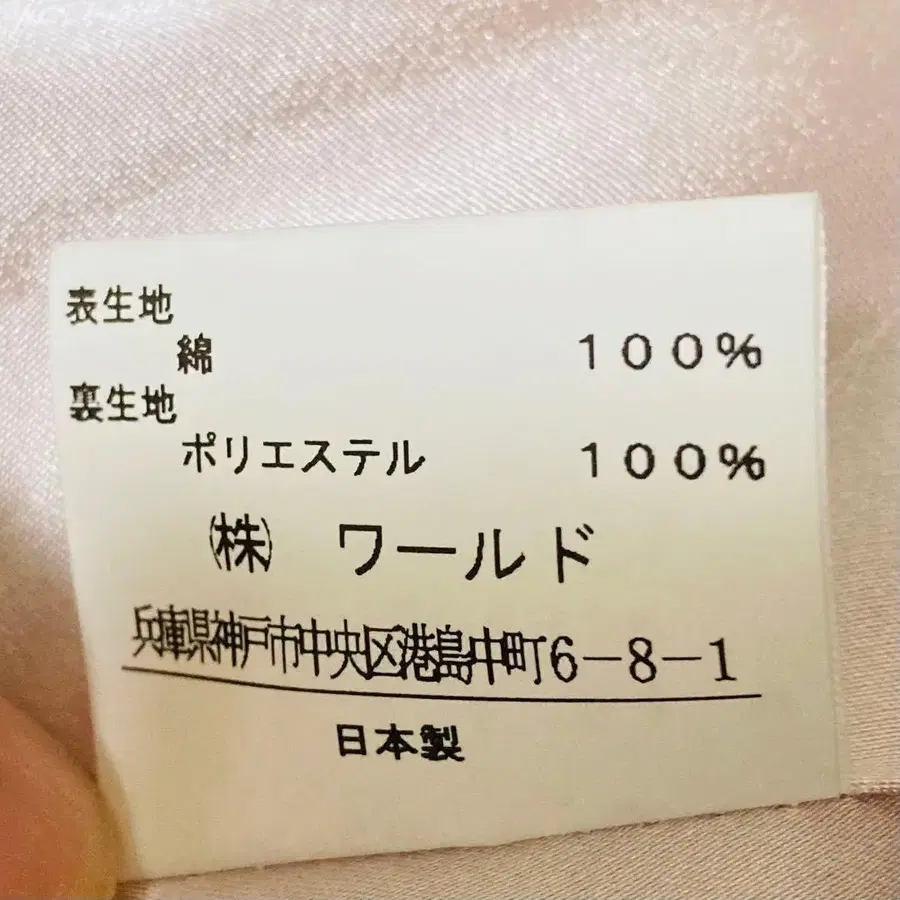 表生地
綿 100%
裏生地
ポリエステル 100%
㈱ ワールド
兵庫県神戸市中央区港島中町6-8-1
日本製